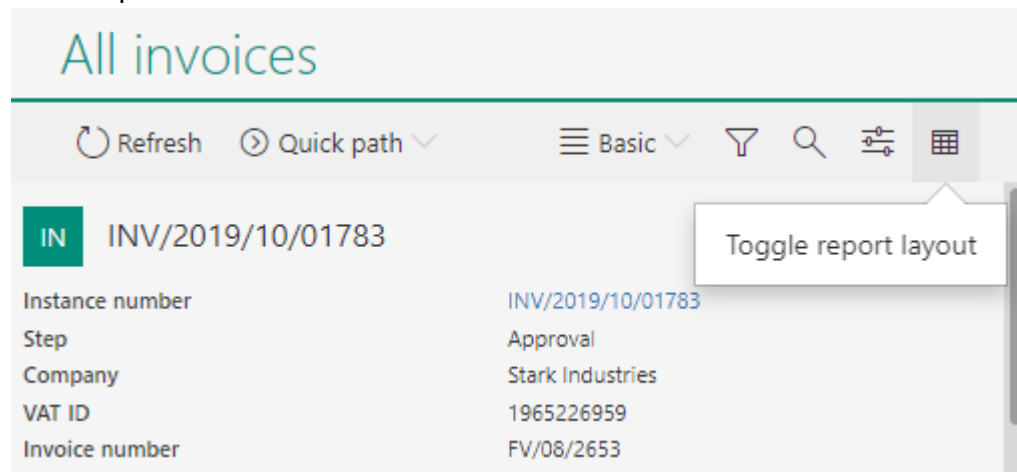 All invoices
Refresh Quick path Basic
Toggle report layout
IN INV/2019/10/01783
Instance number INV/2019/10/01783
Step Approval
Company Stark Industries
VAT ID 1965226959
Invoice number FV/08/2653